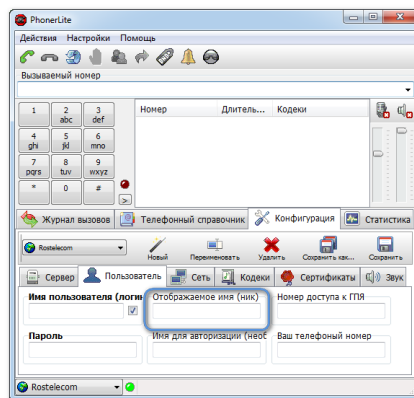 PhonerLite
Действия Настройки Помощь
Вызываемый номер
1 2 3 Номер Длитель... Кодеки
abc def
4 5 6
ghi jkl mno
7 8 9
pqrs tuv wxyz
* 0 #
>
Журнал вызовов Телефонный справочник Конфигурация Статистика
Rostelecom Новый Переименовать Удалить Сохранить как... Сохранить
Сервер Пользователь Сеть Кодеки Сертификаты Звук
Имя пользователя (логин Отображаемое имя (ник) Номер доступа к ГПЯ
Пароль Имя для авторизации (необ Ваш телефоный номер
Rostelecom